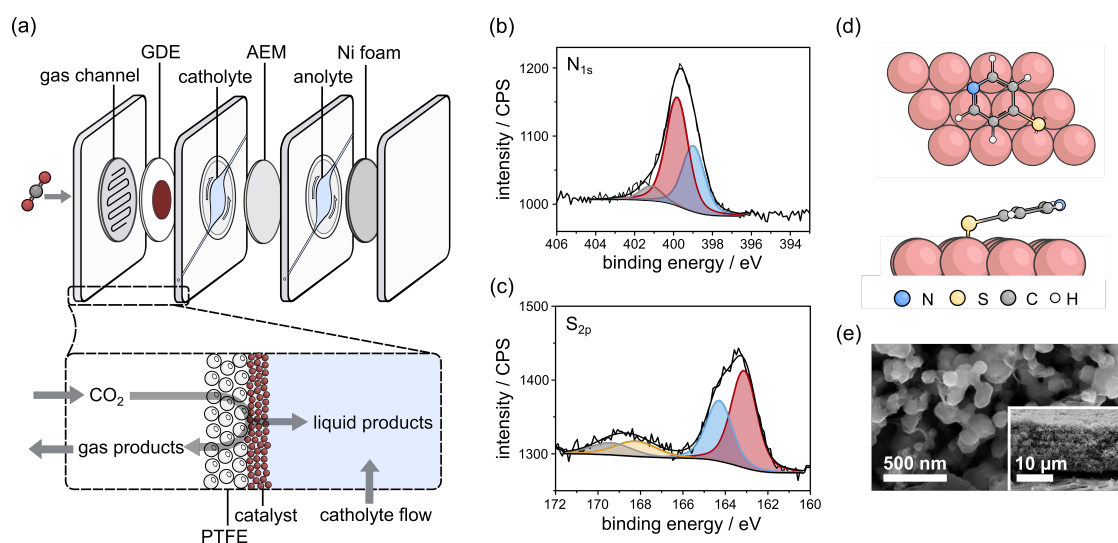 (a)
GDE
AEM
Ni foam
gas channel
catholyte
anolyte
CO2
gas products
liquid products
PTFE
catalyst
catholyte flow
(b)
N1s
intensity / CPS
1200
1100
1000
406 404 402 400 398 396 394
binding energy / eV
(c)
S2p
intensity / CPS
1500
1400
1300
172 170 168 166 164 162 160
binding energy / eV
(d)
N S C H
(e)
500 nm
10 µm